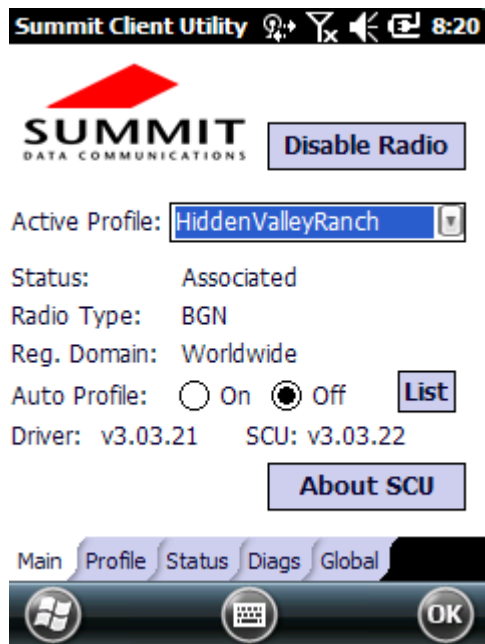 Summit Client Utility 8:20
SUMMIT
DATA COMMUNICATIONS
Disable Radio
Active Profile: HiddenValleyRanch
Status: Associated
Radio Type: BGN
Reg. Domain: Worldwide
Auto Profile: On Off List
Driver: v3.03.21 SCU: v3.03.22
About SCU
Main Profile Status Diags Global
OK